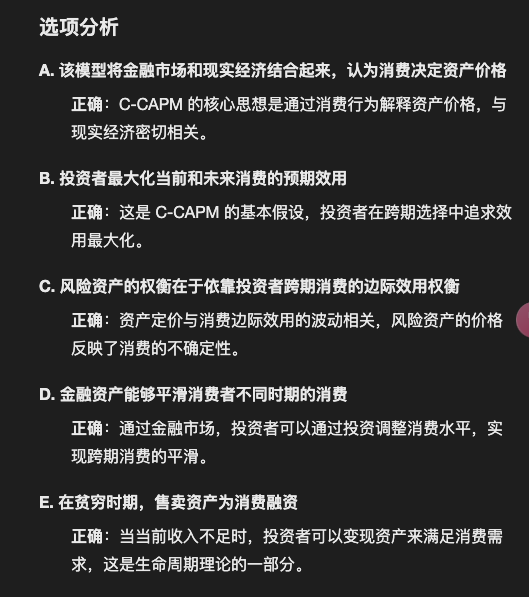 选项分析
A. 该模型将金融市场和现实经济结合起来，认为消费决定资产价格
正确：C-CAPM 的核心思想是通过消费行为解释资产价格，与
现实经济密切相关。
B. 投资者最大化当前和未来消费的预期效用
正确：这是 C-CAPM 的基本假设，投资者在跨期选择中追求效
用最大化。
C. 风险资产的权衡在于依靠投资者跨期消费的边际效用权衡
正确：资产定价与消费边际效用的波动相关，风险资产的价格
反映了消费的不确定性。
D. 金融资产能够平滑消费者不同时期的消费
正确：通过金融市场，投资者可以通过投资调整消费水平，实
现跨期消费的平滑。
E. 在贫穷时期，售卖资产为消费融资
正确：当当前收入不足时，投资者可以变现资产来满足消费需
求，这是生命周期理论的一部分。